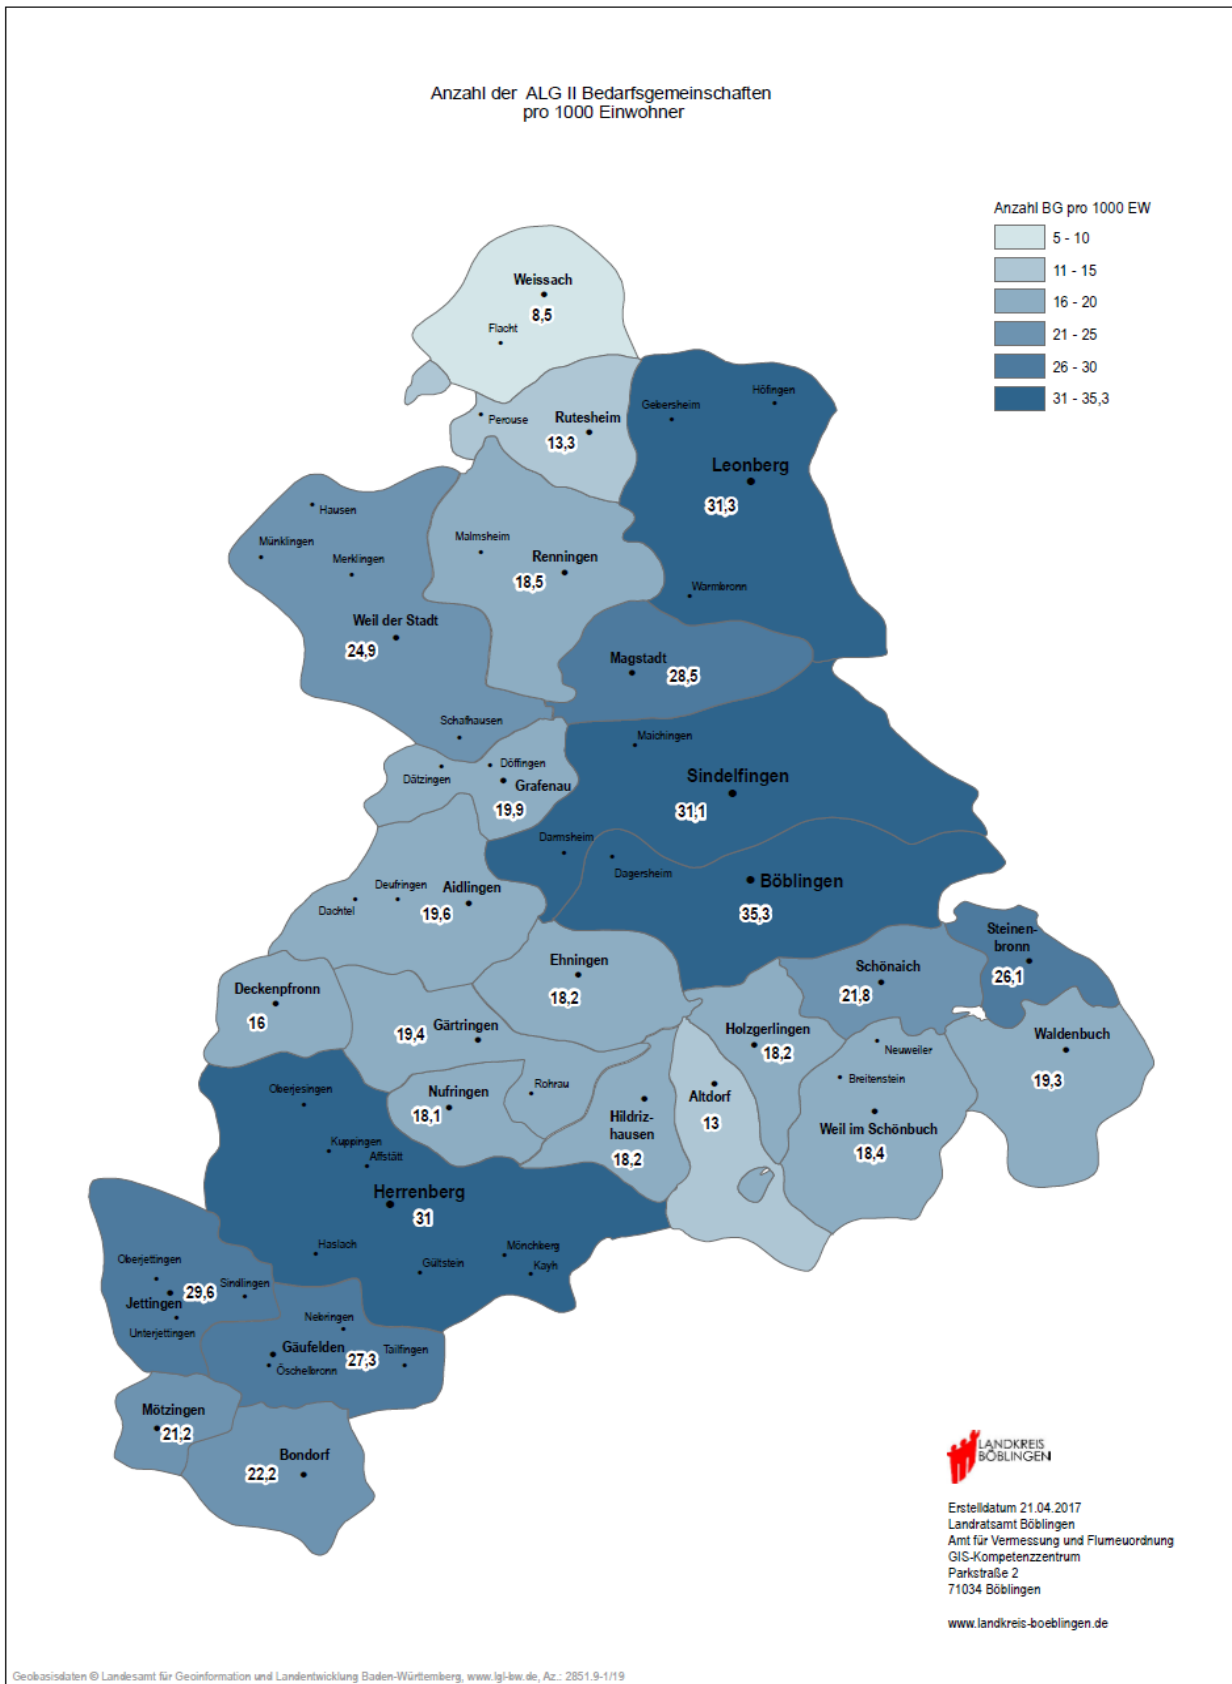 Anzahl der ALG II Bedarfsgemeinschaften
pro 1000 Einwohner
Anzahl BG pro 1000 EW
5 - 10
11 - 15
16 - 20
21 - 25
26 - 30
31 - 35,3
Weissach
8,5
Flacht
Perouse
Rutesheim
13,3
Gebersheim
Höfingen
Leonberg
31,3
Warmbronn
Hausen
Münklingen
Merklingen
Weil der Stadt
24,9
Schafhausen
Malmsheim
Renningen
18,5
Magstadt
28,5
Maichingen
Sindelfingen
31,1
Darmsheim
Dätzingen
Döffingen
Grafenau
19,9
Dagersheim
Böblingen
35,3
Deufringen
Aidlingen
Dachtel
19,6
Steinen-
bronn
26,1
Schönaich
21,8
Ehningen
18,2
Deckenpfronn
16
Gärtringen
19,4
Rohrau
Holzgerlingen
18,2
Neuweiler
Breitenstein
Weil im Schönbuch
18,4
Waldenbuch
19,3
Nufringen
18,1
Hildriz-
hausen
18,2
Altdorf
13
Oberjesingen
Kuppingen
Affstätt
Herrenberg
31
Haslach
Gültstein
Mönchberg
Kayh
Oberjettingen
Jettingen
29,6
Sindlingen
Unterjettingen
Nebringen
Gäufelden
27,3
Tailfingen
Öschelbronn
Mötzingen
21,2
Bondorf
22,2
LANDKREIS
BÖBLINGEN
Erstelldatum 21.04.2017
Landratsamt Böblingen
Amt für Vermessung und Flurneuordnung
GIS-Kompetenzzentrum
Parkstraße 2
71034 Böblingen
www.landkreis-boeblingen.de
Geobasisdaten © Landesamt für Geoinformation und Landentwicklung Baden-Württemberg, www.lgl-bw.de, Az.: 2851.9-1/19